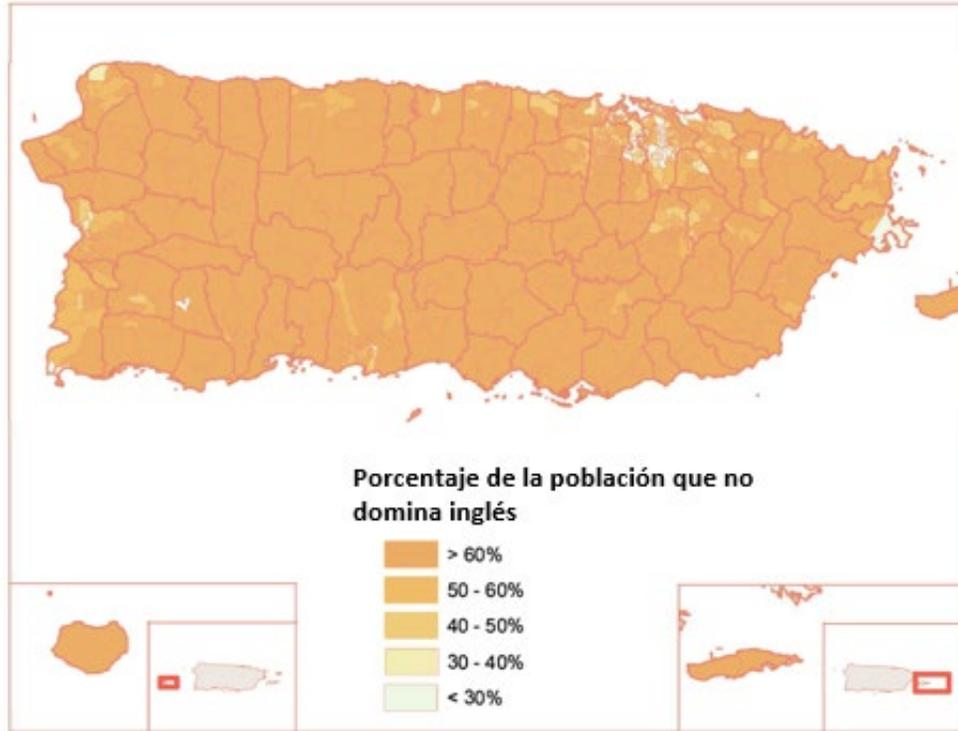 Porcentaje de la población que no
domina inglés
> 60%
50 - 60%
40 - 50%
30 - 40%
< 30%